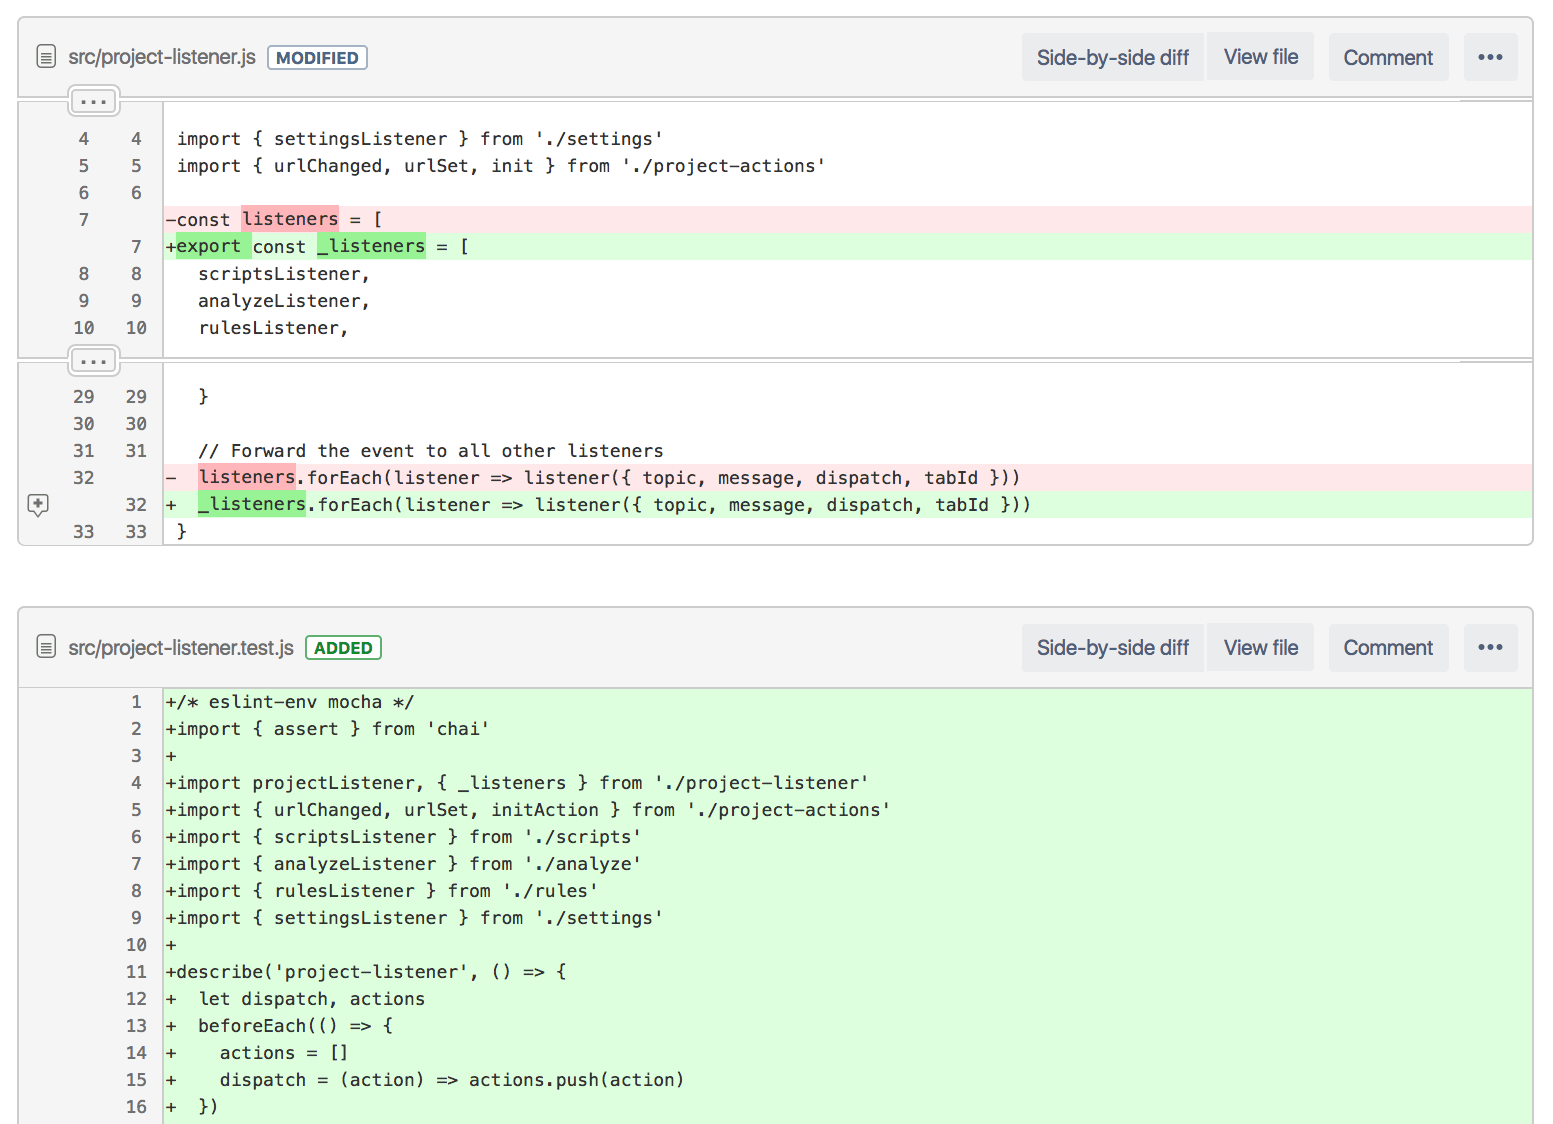 src/project-listener.js MODIFIED Side-by-side diff View file Comment •••
...
4 4 import { settingsListener } from './settings'
5 5 import { urlChanged, urlSet, init } from './project-actions'
6 6
7 -const listeners = [
7 +export const _listeners = [
8 8 scriptsListener,
9 9 analyzeListener,
10 10 rulesListener,
...
29 29 }
30 30
31 31 // Forward the event to all other listeners
32 - listeners.forEach(listener => listener({ topic, message, dispatch, tabId }))
32 + _listeners.forEach(listener => listener({ topic, message, dispatch, tabId }))
33 33 }
src/project-listener.test.js ADDED Side-by-side diff View file Comment •••
1 +/* eslint-env mocha */
2 +import { assert } from 'chai'
3 +
4 +import projectListener, { _listeners } from './project-listener'
5 +import { urlChanged, urlSet, initAction } from './project-actions'
6 +import { scriptsListener } from './scripts'
7 +import { analyzeListener } from './analyze'
8 +import { rulesListener } from './rules'
9 +import { settingsListener } from './settings'
10 +
11 +describe('project-listener', () => {
12 + let dispatch, actions
13 + beforeEach(() => {
14 + actions = []
15 + dispatch = (action) => actions.push(action)
16 + })